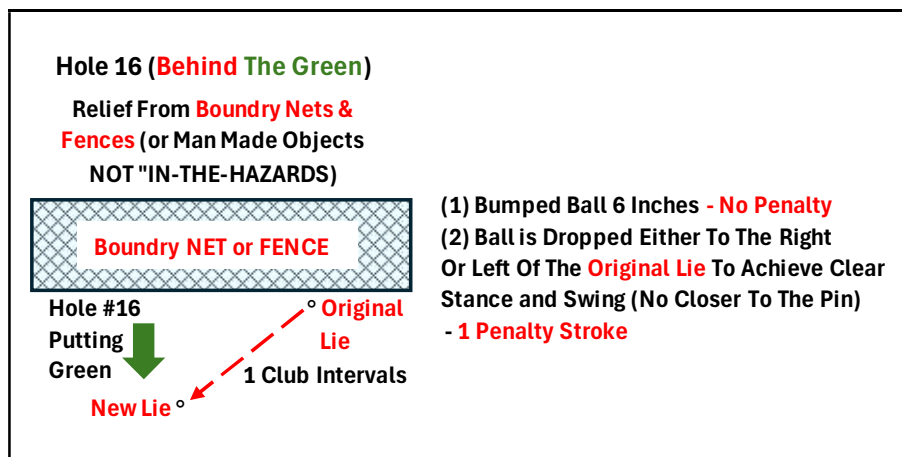 Hole 16 (Behind The Green)
Relief From Boundry Nets &
Fences (or Man Made Objects
NOT "IN-THE-HAZARDS)
Boundry NET or FENCE
(1) Bumped Ball 6 Inches - No Penalty
(2) Ball is Dropped Either To The Right
Or Left Of The Original Lie To Achieve Clear
Stance and Swing (No Closer To The Pin)
- 1 Penalty Stroke
Hole #16
Putting
Green
° Original
Lie
1 Club Intervals
New Lie °